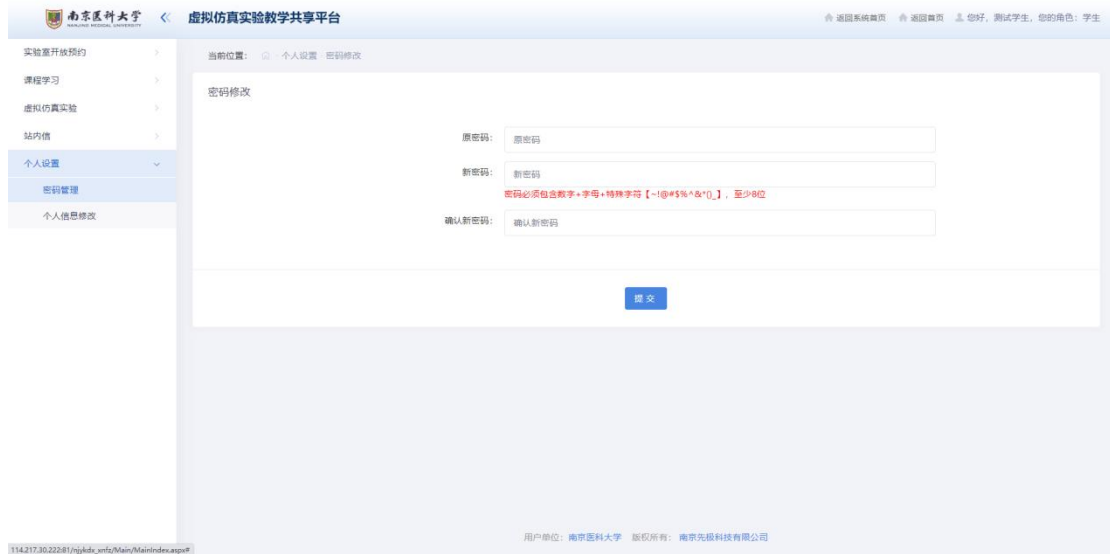 南京医科大学
NANJING MEDICAL UNIVERSITY
虚拟仿真实验教学共享平台
返回系统首页 返回首页 您好，测试学生，您的角色：学生
实验室开放预约
课程学习
虚拟仿真实验
站内信
个人设置
密码管理
个人信息修改
当前位置： 个人设置 密码修改
密码修改
原密码： 原密码
新密码： 新密码
密码必须包含数字+字母+特殊字符【~!@#$%^&*()_】，至少8位
确认新密码： 确认新密码
提 交
用户单位：南京医科大学 版权所有：南京先极科技有限公司
114.217.30.222:81/njykdx_xnfz/Main/MainIndex.aspx#